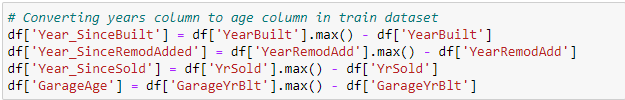 # Converting years column to age column in train dataset
df['Year_SinceBuilt'] = df['YearBuilt'].max() - df['YearBuilt']
df['Year_SinceRemodAdded'] = df['YearRemodAdd'].max() - df['YearRemodAdd']
df['Year_SinceSold'] = df['YrSold'].max() - df['YrSold']
df['GarageAge'] = df['GarageYrBlt'].max() - df['GarageYrBlt']